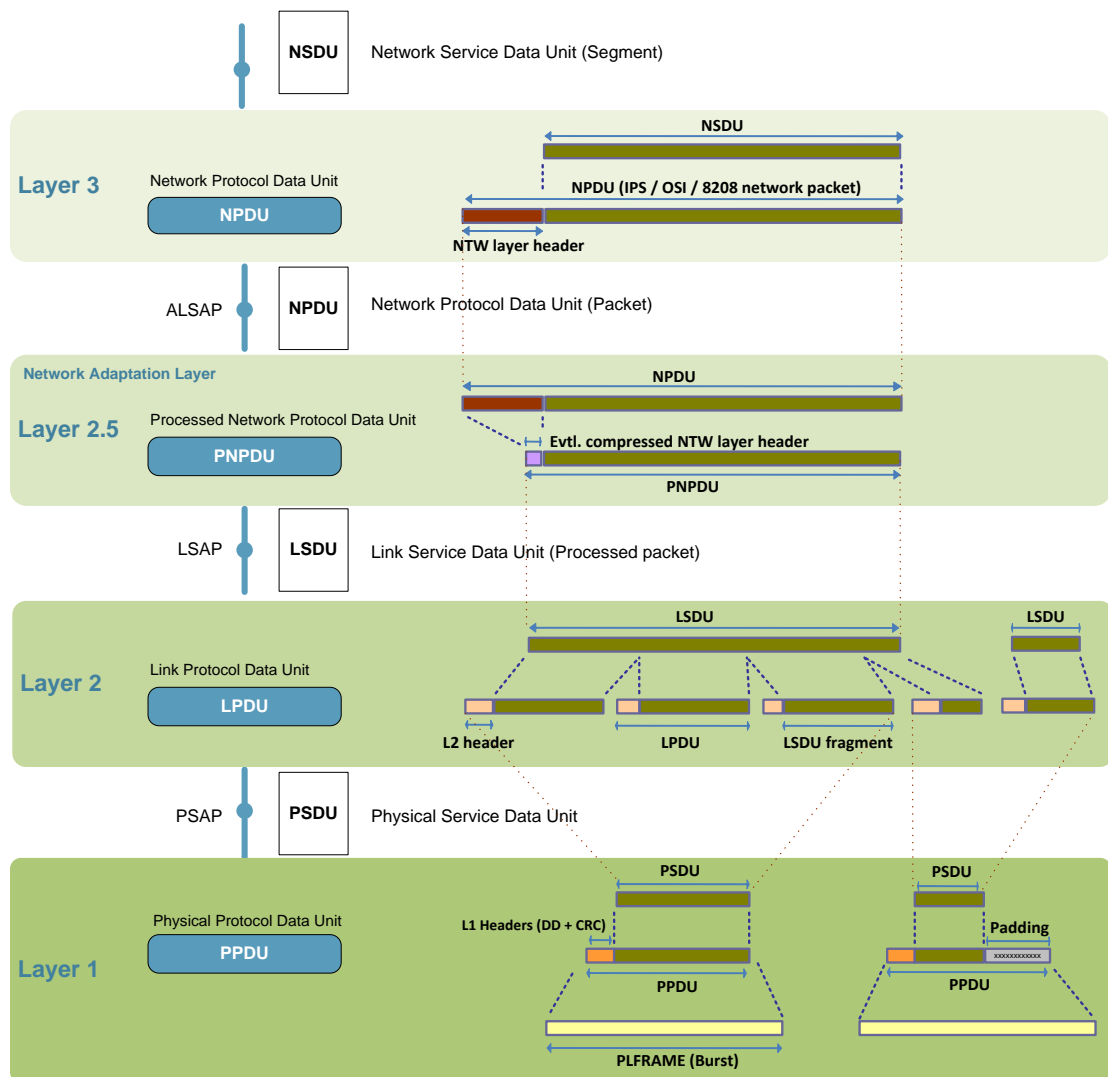 NSDU
Network Service Data Unit (Segment)
Layer 3
Network Protocol Data Unit
NPDU
NSDU
NPDU (IPS / OSI / 8208 network packet)
NTW layer header
ALSAP
NPDU
Network Protocol Data Unit (Packet)
Network Adaptation Layer
Layer 2.5
Processed Network Protocol Data Unit
PNPDU
NPDU
Evtl. compressed NTW layer header
PNPDU
LSAP
LSDU
Link Service Data Unit (Processed packet)
Layer 2
Link Protocol Data Unit
LPDU
LSDU
LSDU
L2 header
LPDU
LSDU fragment
PSAP
PSDU
Physical Service Data Unit
Layer 1
Physical Protocol Data Unit
PPDU
PSDU
PSDU
L1 Headers (DD + CRC)
Padding
xxxxxxxxxxxx
PPDU
PPDU
PLFRAME (Burst)